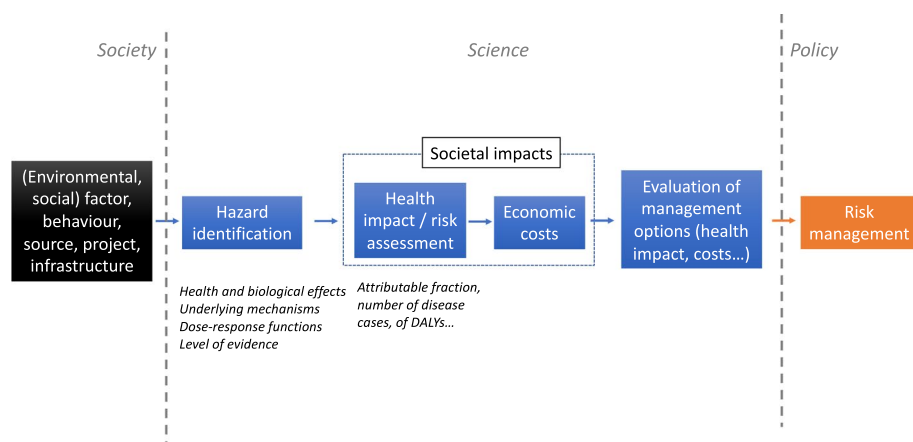 Society
Science
Policy
(Environmental,
social) factor,
behaviour,
source, project,
infrastructure
Hazard
identification
Societal impacts
Health
impact / risk
assessment
Economic
costs
Evaluation of
management
options (health
impact, costs…)
Risk
management
Health and biological effects
Underlying mechanisms
Dose-response functions
Level of evidence
Attributable fraction,
number of disease
cases, of DALYs…